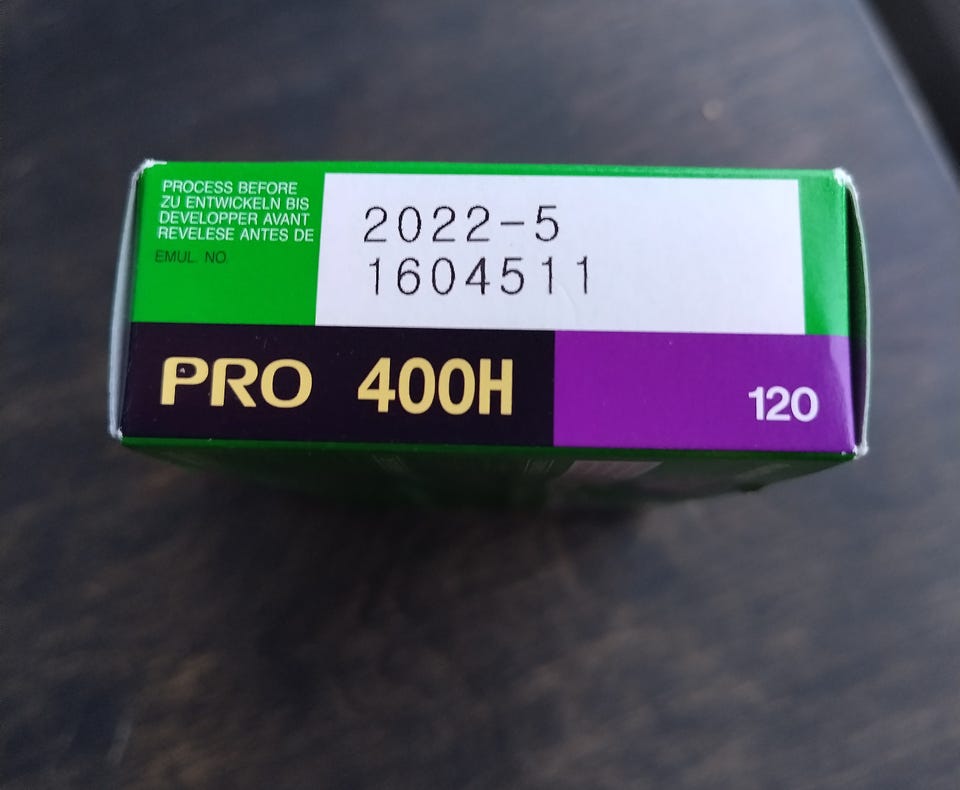 PROCESS BEFORE
ZU ENTWICKELN BIS
DEVELOPPER AVANT
REVELESE ANTES DE
EMUL. NO.
2022-5
1604511
PRO 400H
120